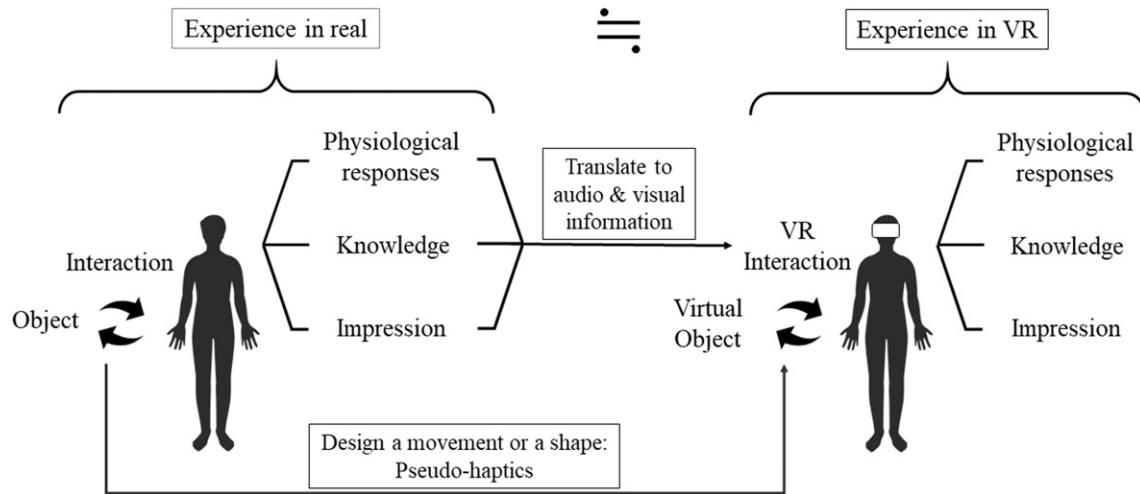 Experience in real
≒
Experience in VR
Physiological
responses
Knowledge
Impression
Interaction
Object
Translate to
audio & visual
information
VR
Interaction
Virtual
Object
Physiological
responses
Knowledge
Impression
Design a movement or a shape:
Pseudo-haptics